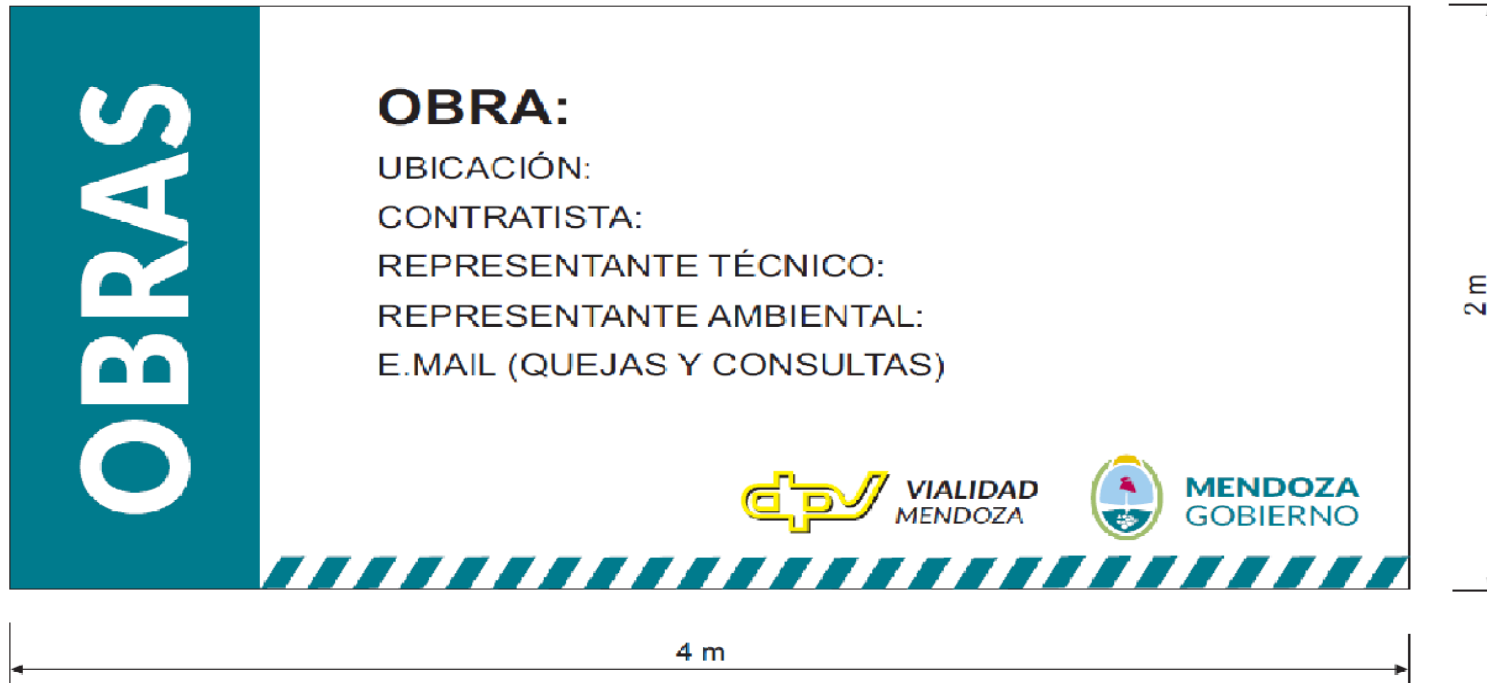 OBRAS
OBRA:
UBICACIÓN:
CONTRATISTA:
REPRESENTANTE TÉCNICO:
REPRESENTANTE AMBIENTAL:
E.MAIL (QUEJAS Y CONSULTAS)
dpv VIALIDAD
MENDOZA
MENDOZA
GOBIERNO
2 m
4 m